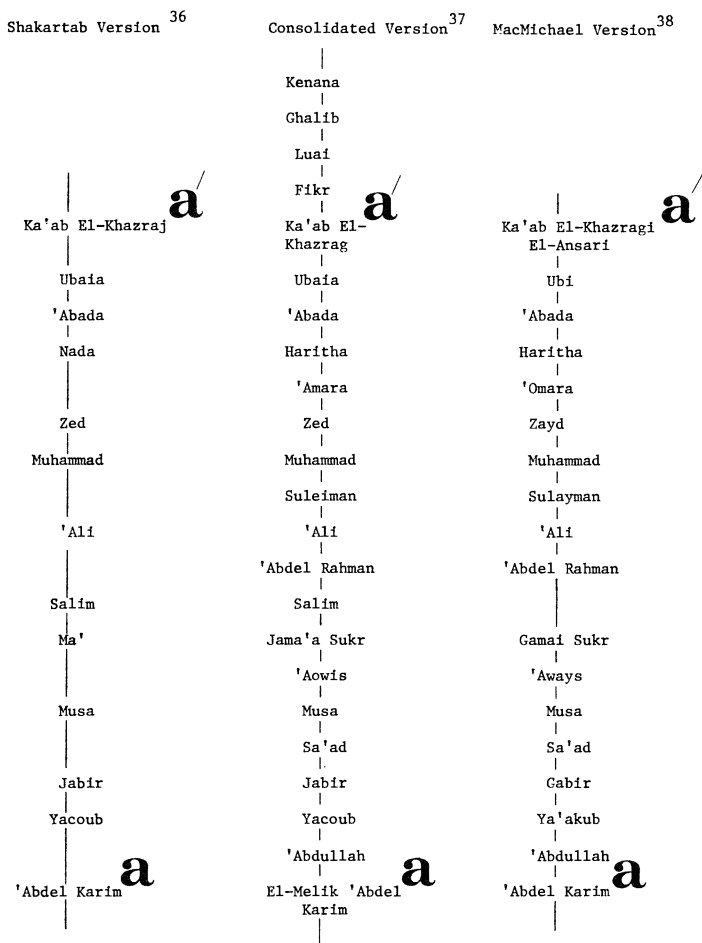 Shakartab Version 36
Consolidated Version 37
MacMichael Version 38
Kenana
Ghalib
Luai
Fikr
Ka'ab El-Khazraj a′
Ka'ab El-
Khazrag a′
Ka'ab El-Khazragi
El-Ansari a′
Ubaia Ubaia Ubi
'Abada 'Abada 'Abada
Nada Haritha Haritha
'Amara 'Omara
Zed Zed Zayd
Muhammad Muhammad Muhammad
Suleiman Sulayman
'Ali 'Ali 'Ali
'Abdel Rahman 'Abdel Rahman
Salim Salim
Ma' Jama'a Sukr Gamai Sukr
'Aowis 'Aways
Musa Musa Musa
Sa'ad Sa'ad
Jabir Jabir Gabir
Yacoub Yacoub Ya'akub
'Abdullah 'Abdullah
'Abdel Karim a
El-Melik 'Abdel
Karim a
'Abdel Karim a